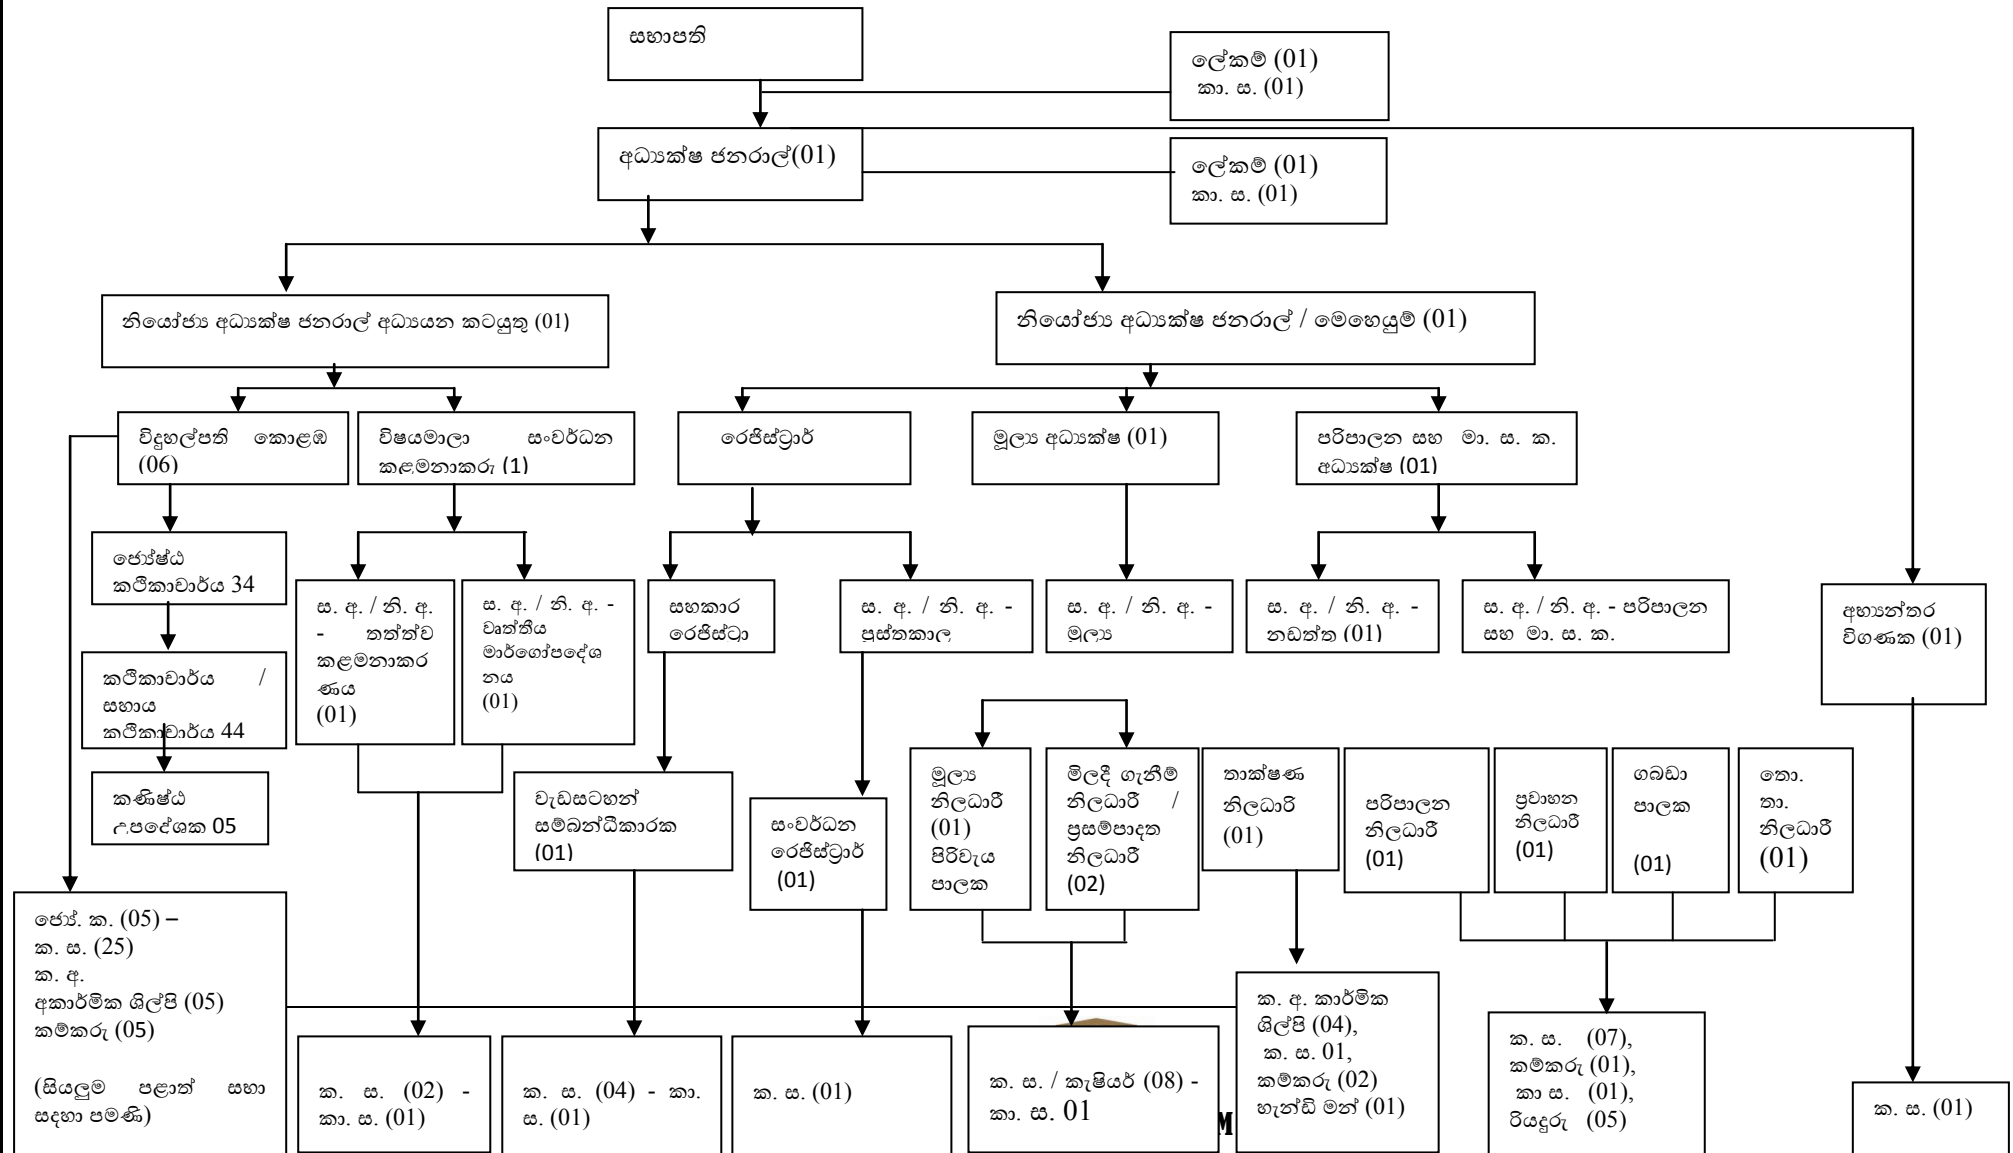 සභාපති
ලේකම් (01)
කා. ස. (01)
අධ්‍යක්ෂ ජනරාල්(01)
ලේකම් (01)
කා. ස. (01)
නියෝජ්‍ය අධ්‍යක්ෂ ජනරාල් අධ්‍යයන කටයුතු (01)
නියෝජ්‍ය අධ්‍යක්ෂ ජනරාල් / මෙහෙයුම් (01)
විදුහල්පති කොළඹ
(06)
විෂයමාලා සංවර්ධන
කළමනාකරු (1)
රෙජිස්ට්‍රාර්
මූල්‍ය අධ්‍යක්ෂ (01)
පරිපාලන සහ මා. ස. ක.
අධ්‍යක්ෂ (01)
ජ්‍යේෂ්ඨ
කථිකාචාර්ය 34
ස. අ. / නි. අ.
- තත්ත්ව
කළමනාකර
ණය
(01)
ස. අ. / නි. අ. -
වෘත්තීය
මාර්ගෝපදේශ
නය
(01)
සහකාර
රෙජිස්ට්‍රා
ස. අ. / නි. අ. -
පුස්තකාල
ස. අ. / නි. අ. -
මූල්‍ය
ස. අ. / නි. අ. -
නඩත්තු (01)
ස. අ. / නි. අ. - පරිපාලන
සහ මා. ස. ක.
අභ්‍යන්තර
විගණක (01)
කථිකාචාර්ය /
සහාය
කථිකාචාර්ය 44
කණිෂ්ඨ
උපදේශක 05
වැඩසටහන්
සම්බන්ධීකාරක
(01)
සංවර්ධන
රෙජිස්ට්‍රාර්
(01)
මූල්‍ය
නිලධාරී
(01)
පිරිවැය
පාලක
මිලදී ගැනීම්
නිලධාරී /
ප්‍රසම්පාදන
නිලධාරී
(02)
තාක්ෂණ
නිලධාරි
(01)
පරිපාලන
නිලධාරී
(01)
ප්‍රවාහන
නිලධාරී
(01)
ගබඩා
පාලක
(01)
තො.
තා.
නිලධාරී
(01)
ජ්‍යේ. ක. (05) –
ක. ස. (25)
ක. අ.
අකාර්මික ශිල්පි (05)
කම්කරු (05)
(සියලුම පළාත් සභා
සදහා පමණි)
ක. ස. (02) -
කා. ස. (01)
ක. ස. (04) - කා.
ස. (01)
ක. ස. (01)
ක. ස. / කැෂියර් (08) -
කා. ස. 01
M
ක. අ. කාර්මික
ශිල්පි (04),
ක. ස. 01,
කම්කරු (02)
හැන්ඩි මන් (01)
ක. ස. (07),
කම්කරු (01),
කා ස. (01),
රියදුරු (05)
ක. ස. (01)